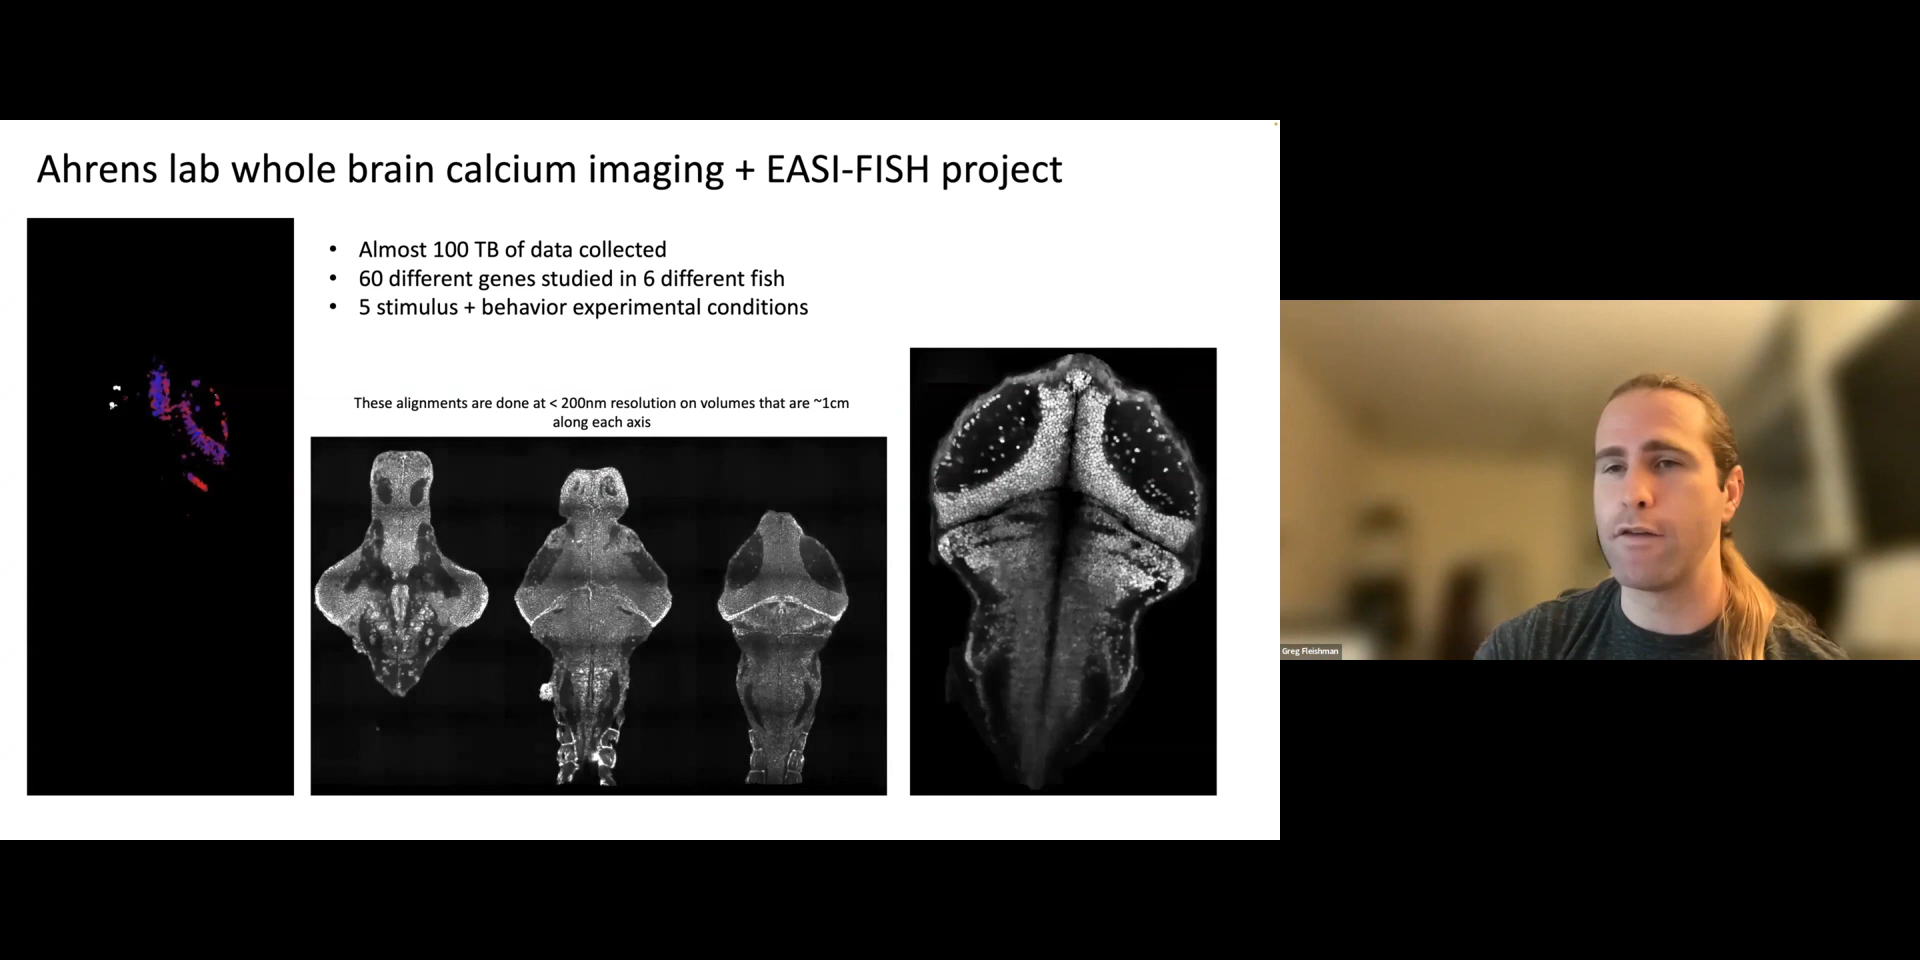 Ahrens lab whole brain calcium imaging + EASI-FISH project
• Almost 100 TB of data collected
• 60 different genes studied in 6 different fish
• 5 stimulus + behavior experimental conditions
These alignments are done at < 200nm resolution on volumes that are ~1cm
along each axis
Greg Fleishman